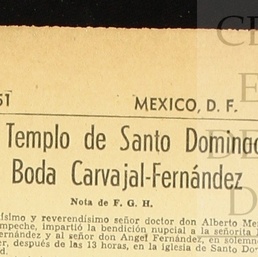 51 MEXICO, D. F.
Templo de Santo Doming
Boda Carvajal-Fernández
Nota de F. G. H.
ísimo y reverendísimo señor doctor don Alberto Me
mpeche, impartió la bendición nupcial a la señorita
ernández y al señor don Angel Fernández, en solemn
er, después de las 13 horas, en la iglesia de Santo Do